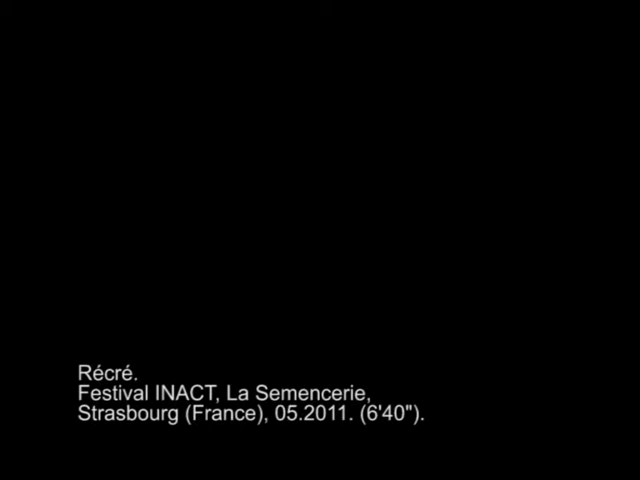 Récré.
Festival INACT, La Semencerie,
Strasbourg (France), 05.2011. (6'40").